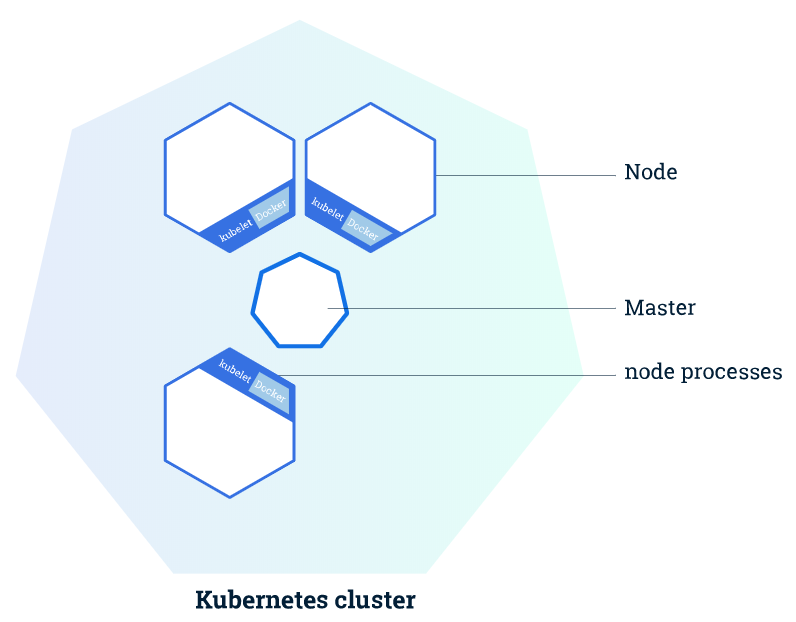 Node
kubelet Docker
kubelet Docker
Master
node processes
kubelet Docker
Kubernetes cluster